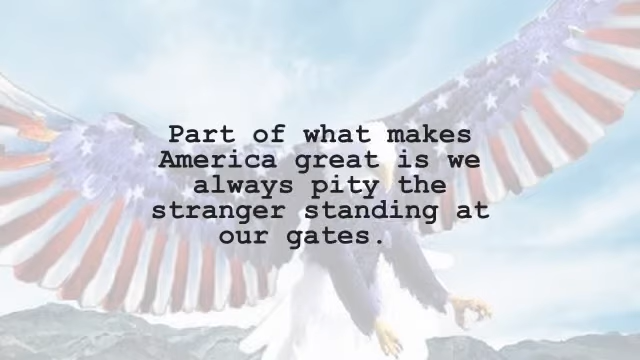 Part of what makes
America great is we
always pity the
stranger standing at
our gates.